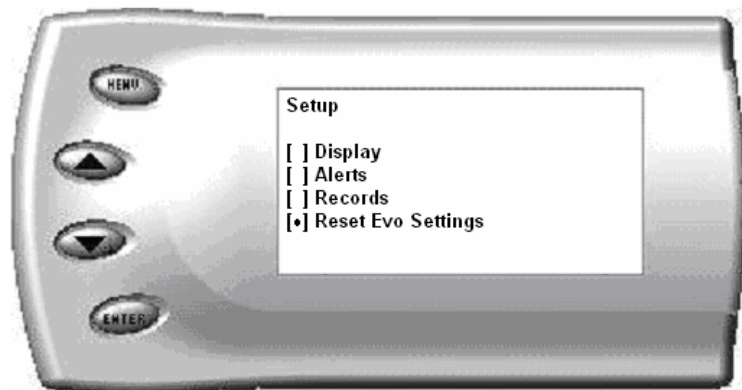 MENU
Setup
[ ] Display
[ ] Alerts
[ ] Records
[•] Reset Evo Settings
ENTER